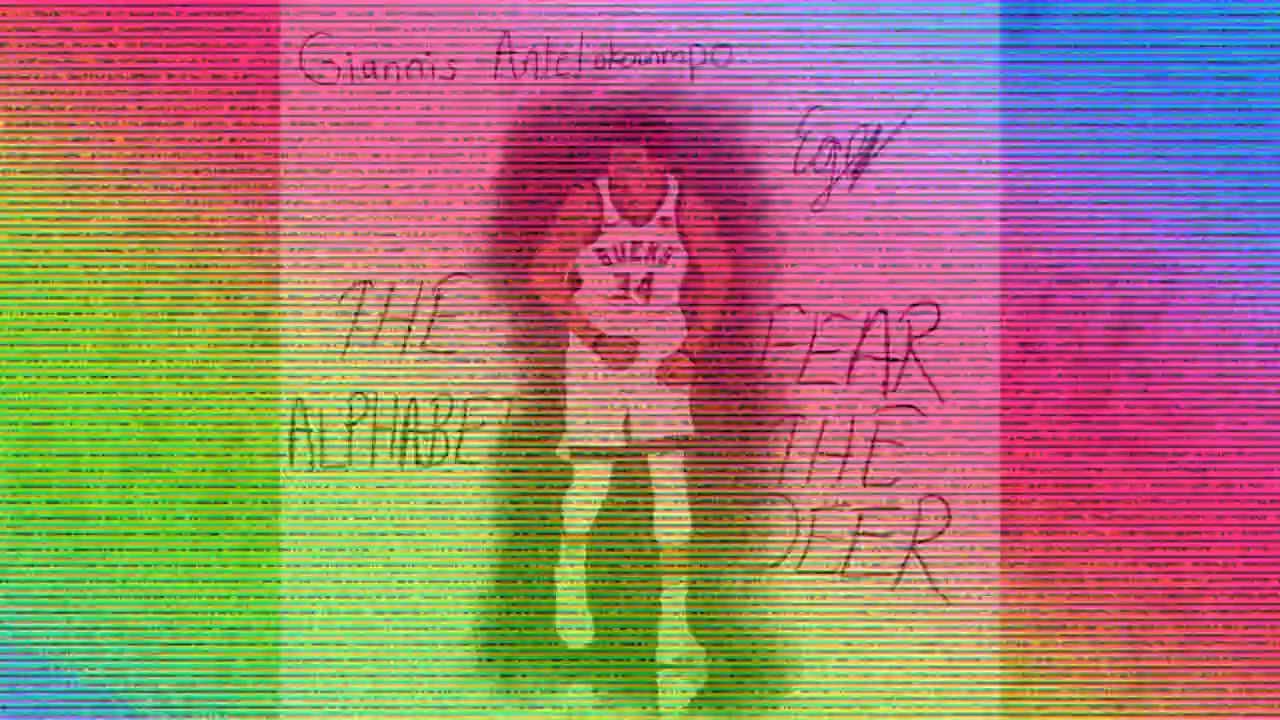 Giannis Antetokounmpo
THE
ALPHABET
BUCKS
34
FEAR
THE
DEER